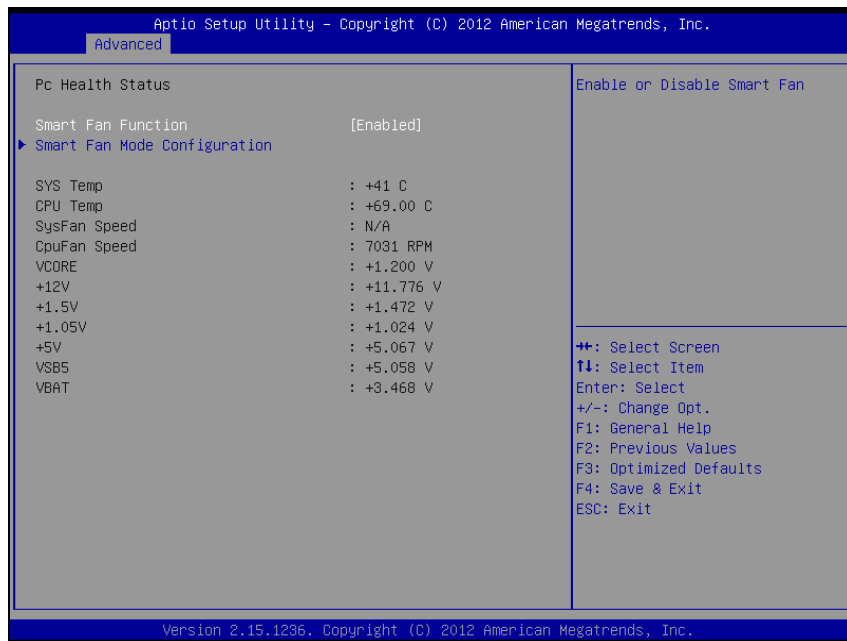 Aptio Setup Utility – Copyright (C) 2012 American Megatrends, Inc.
Advanced
Pc Health Status
Smart Fan Function [Enabled]
Smart Fan Mode Configuration
SYS Temp : +41 C
CPU Temp : +69.00 C
SysFan Speed : N/A
CpuFan Speed : 7031 RPM
VCORE : +1.200 V
+12V : +11.776 V
+1.5V : +1.472 V
+1.05V : +1.024 V
+5V : +5.067 V
VSB5 : +5.058 V
VBAT : +3.468 V
Enable or Disable Smart Fan
→←: Select Screen
↑↓: Select Item
Enter: Select
+/-: Change Opt.
F1: General Help
F2: Previous Values
F3: Optimized Defaults
F4: Save & Exit
ESC: Exit
Version 2.15.1236. Copyright (C) 2012 American Megatrends, Inc.